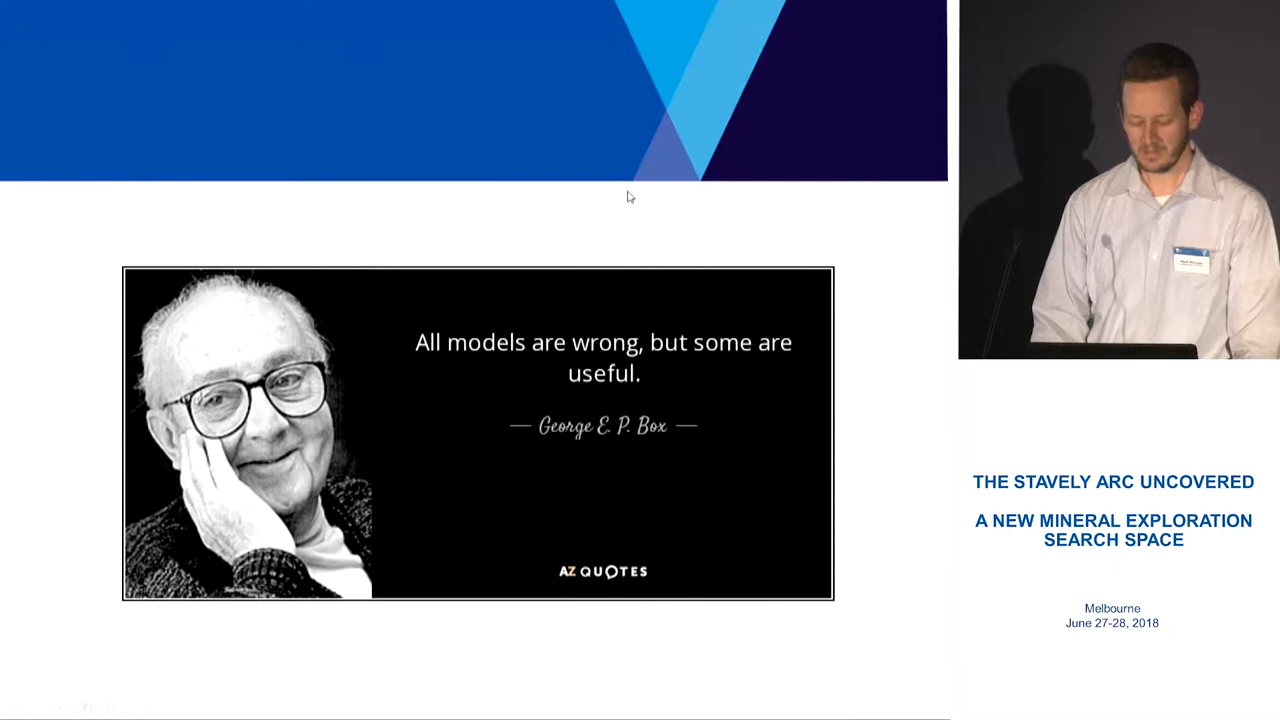 All models are wrong, but some are
useful.
— George E. P. Box —
AZ QUOTES
THE STAVELY ARC UNCOVERED
A NEW MINERAL EXPLORATION
SEARCH SPACE
Melbourne
June 27-28, 2018